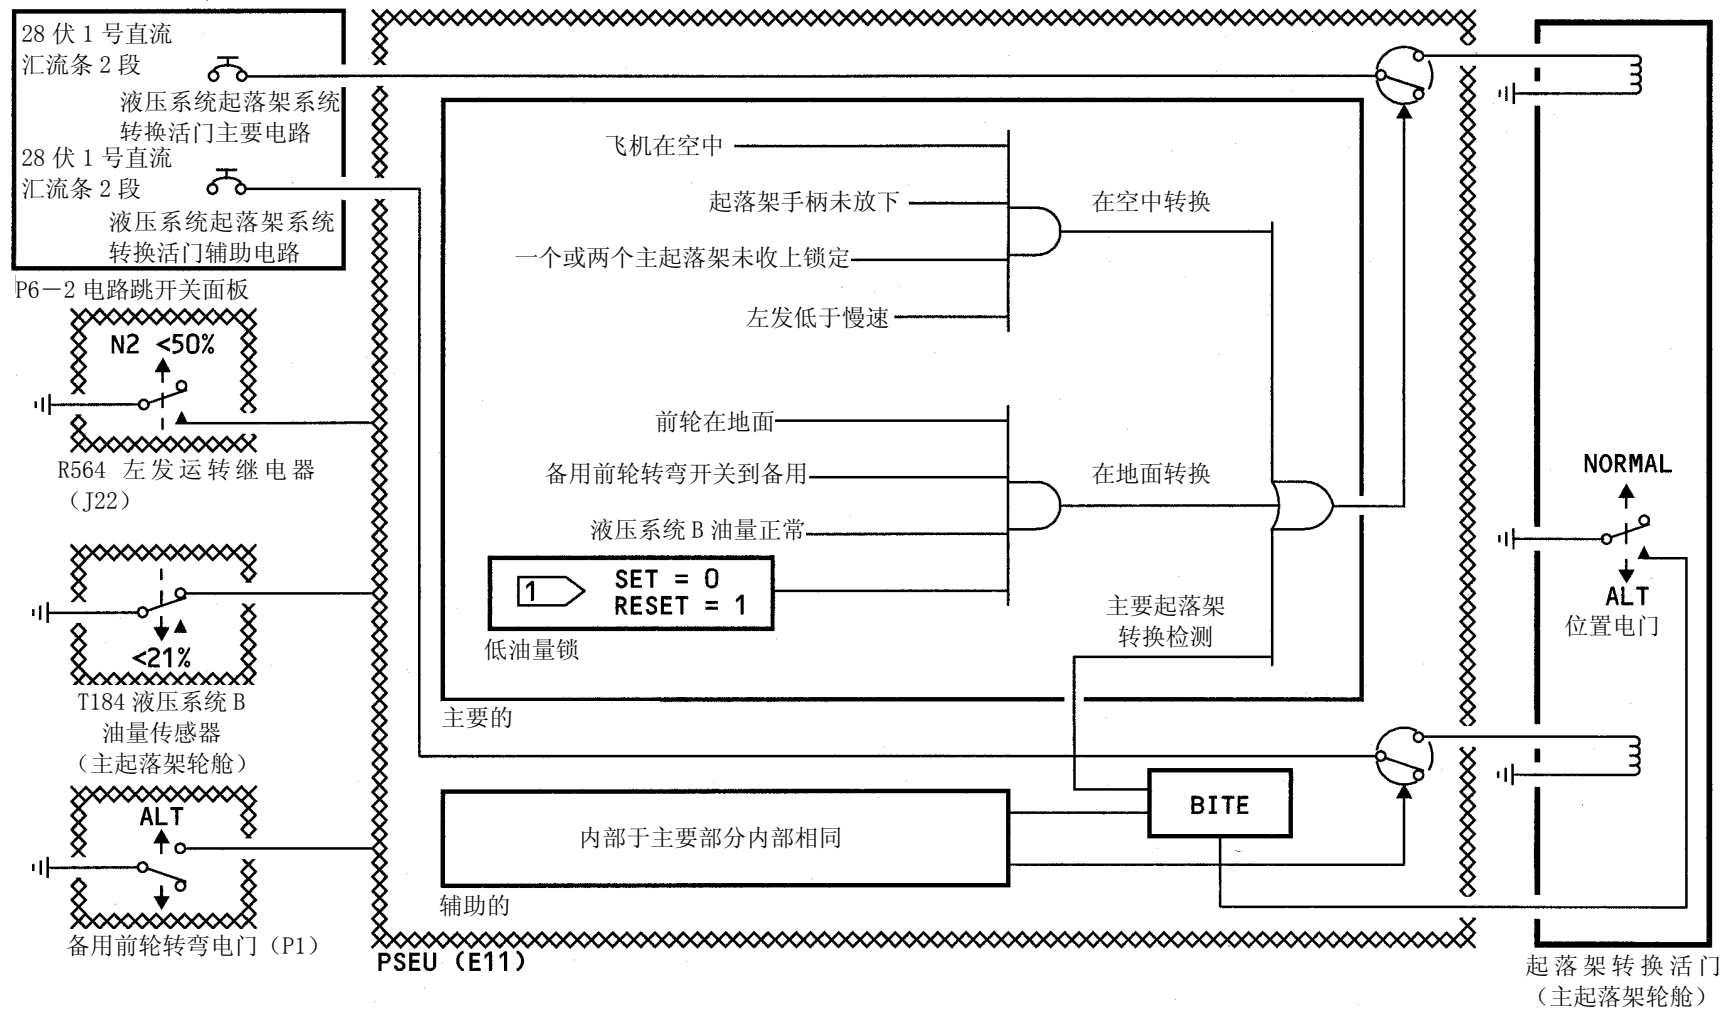 28 伏 1 号直流
汇流条 2 段
液压系统起落架系统
转换活门主要电路
28 伏 1 号直流
汇流条 2 段
液压系统起落架系统
转换活门辅助电路
P6－2 电路跳开关面板
N2 <50%
R564 左发运转继电器
（J22）
<21%
T184 液压系统 B
油量传感器
（主起落架轮舱）
ALT
备用前轮转弯电门（P1）
飞机在空中
起落架手柄未放下
一个或两个主起落架未收上锁定
左发低于慢速
在空中转换
前轮在地面
备用前轮转弯开关到备用
液压系统 B 油量正常
在地面转换
1
SET = 0
RESET = 1
低油量锁
主要起落架
转换检测
主要的
BITE
内部于主要部分内部相同
辅助的
PSEU (E11)
NORMAL
ALT
位置电门
起落架转换活门
（主起落架轮舱）